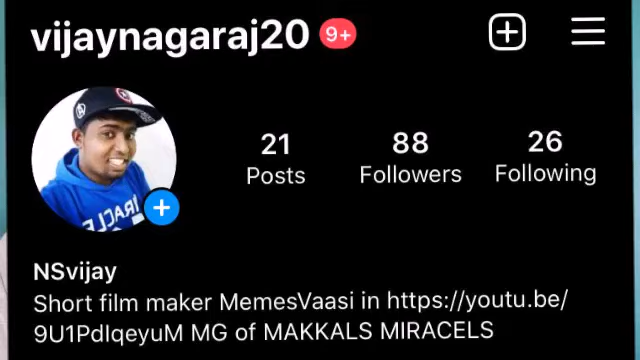 vijaynagaraj20 9+
21 88 26
Posts Followers Following
NSvijay
Short film maker MemesVaasi in https://youtu.be/
9U1PdIqeyuM MG of MAKKALS MIRACELS